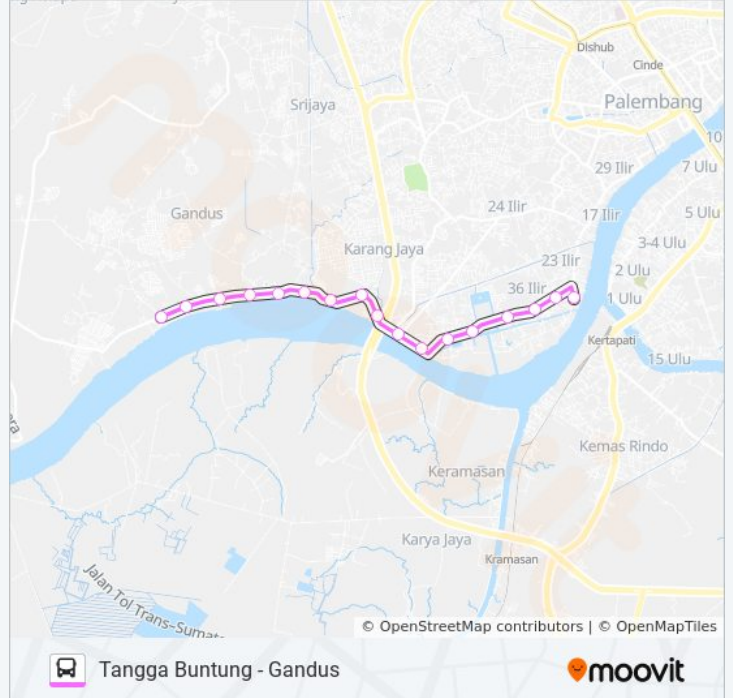 Dishub
Cinde
Srijaya
Palembang
10
29 Ilir
7 Ulu
Gandus
24 Ilir
17 Ilir
5 Ulu
Karang Jaya
3-4 Ulu
23 Ilir
2 Ulu
36 Ilir
1 Ulu
Kertapati
15 Ulu
Kemas Rindo
Keramasan
Karya Jaya
Kramasan
Jalan Tol Trans-Sumat
© OpenStreetMap contributors | © OpenMapTiles
Tangga Buntung - Gandus
moovit